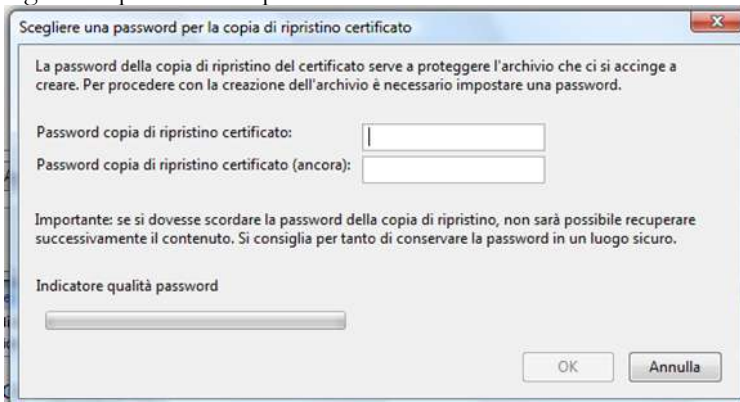 Scegliere una password per la copia di ripristino certificato
La password della copia di ripristino del certificato serve a proteggere l'archivio che ci si accinge a
creare. Per procedere con la creazione dell'archivio è necessario impostare una password.
Password copia di ripristino certificato:
Password copia di ripristino certificato (ancora):
Importante: se si dovesse scordare la password della copia di ripristino, non sarà possibile recuperare
successivamente il contenuto. Si consiglia per tanto di conservare la password in un luogo sicuro.
Indicatore qualità password
OK Annulla